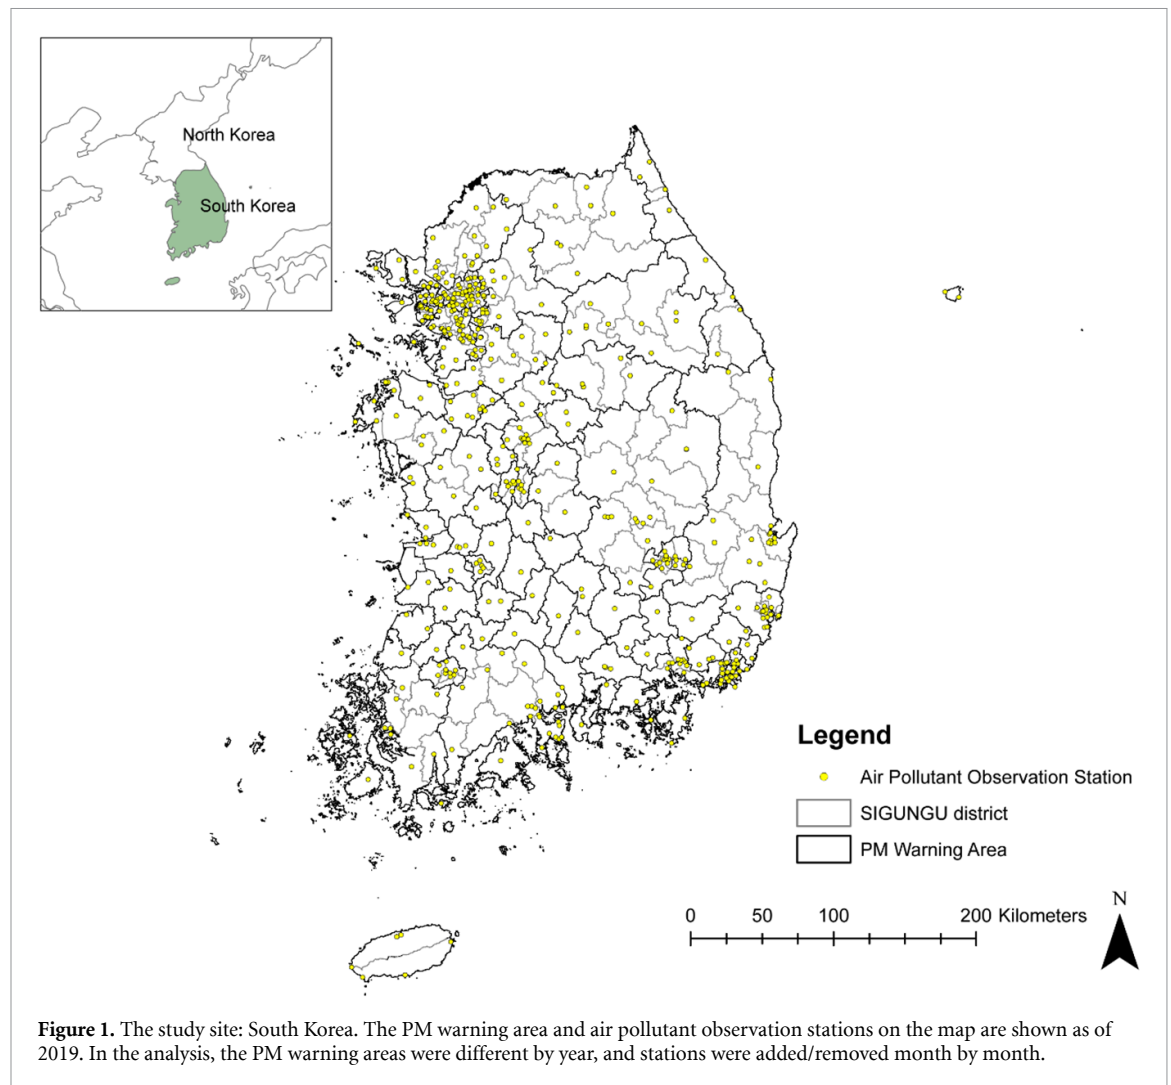 North Korea
South Korea
Legend
Air Pollutant Observation Station
SIGUNGU district
PM Warning Area
0 50 100 200 Kilometers
N
Figure 1. The study site: South Korea. The PM warning area and air pollutant observation stations on the map are shown as of
2019. In the analysis, the PM warning areas were different by year, and stations were added/removed month by month.